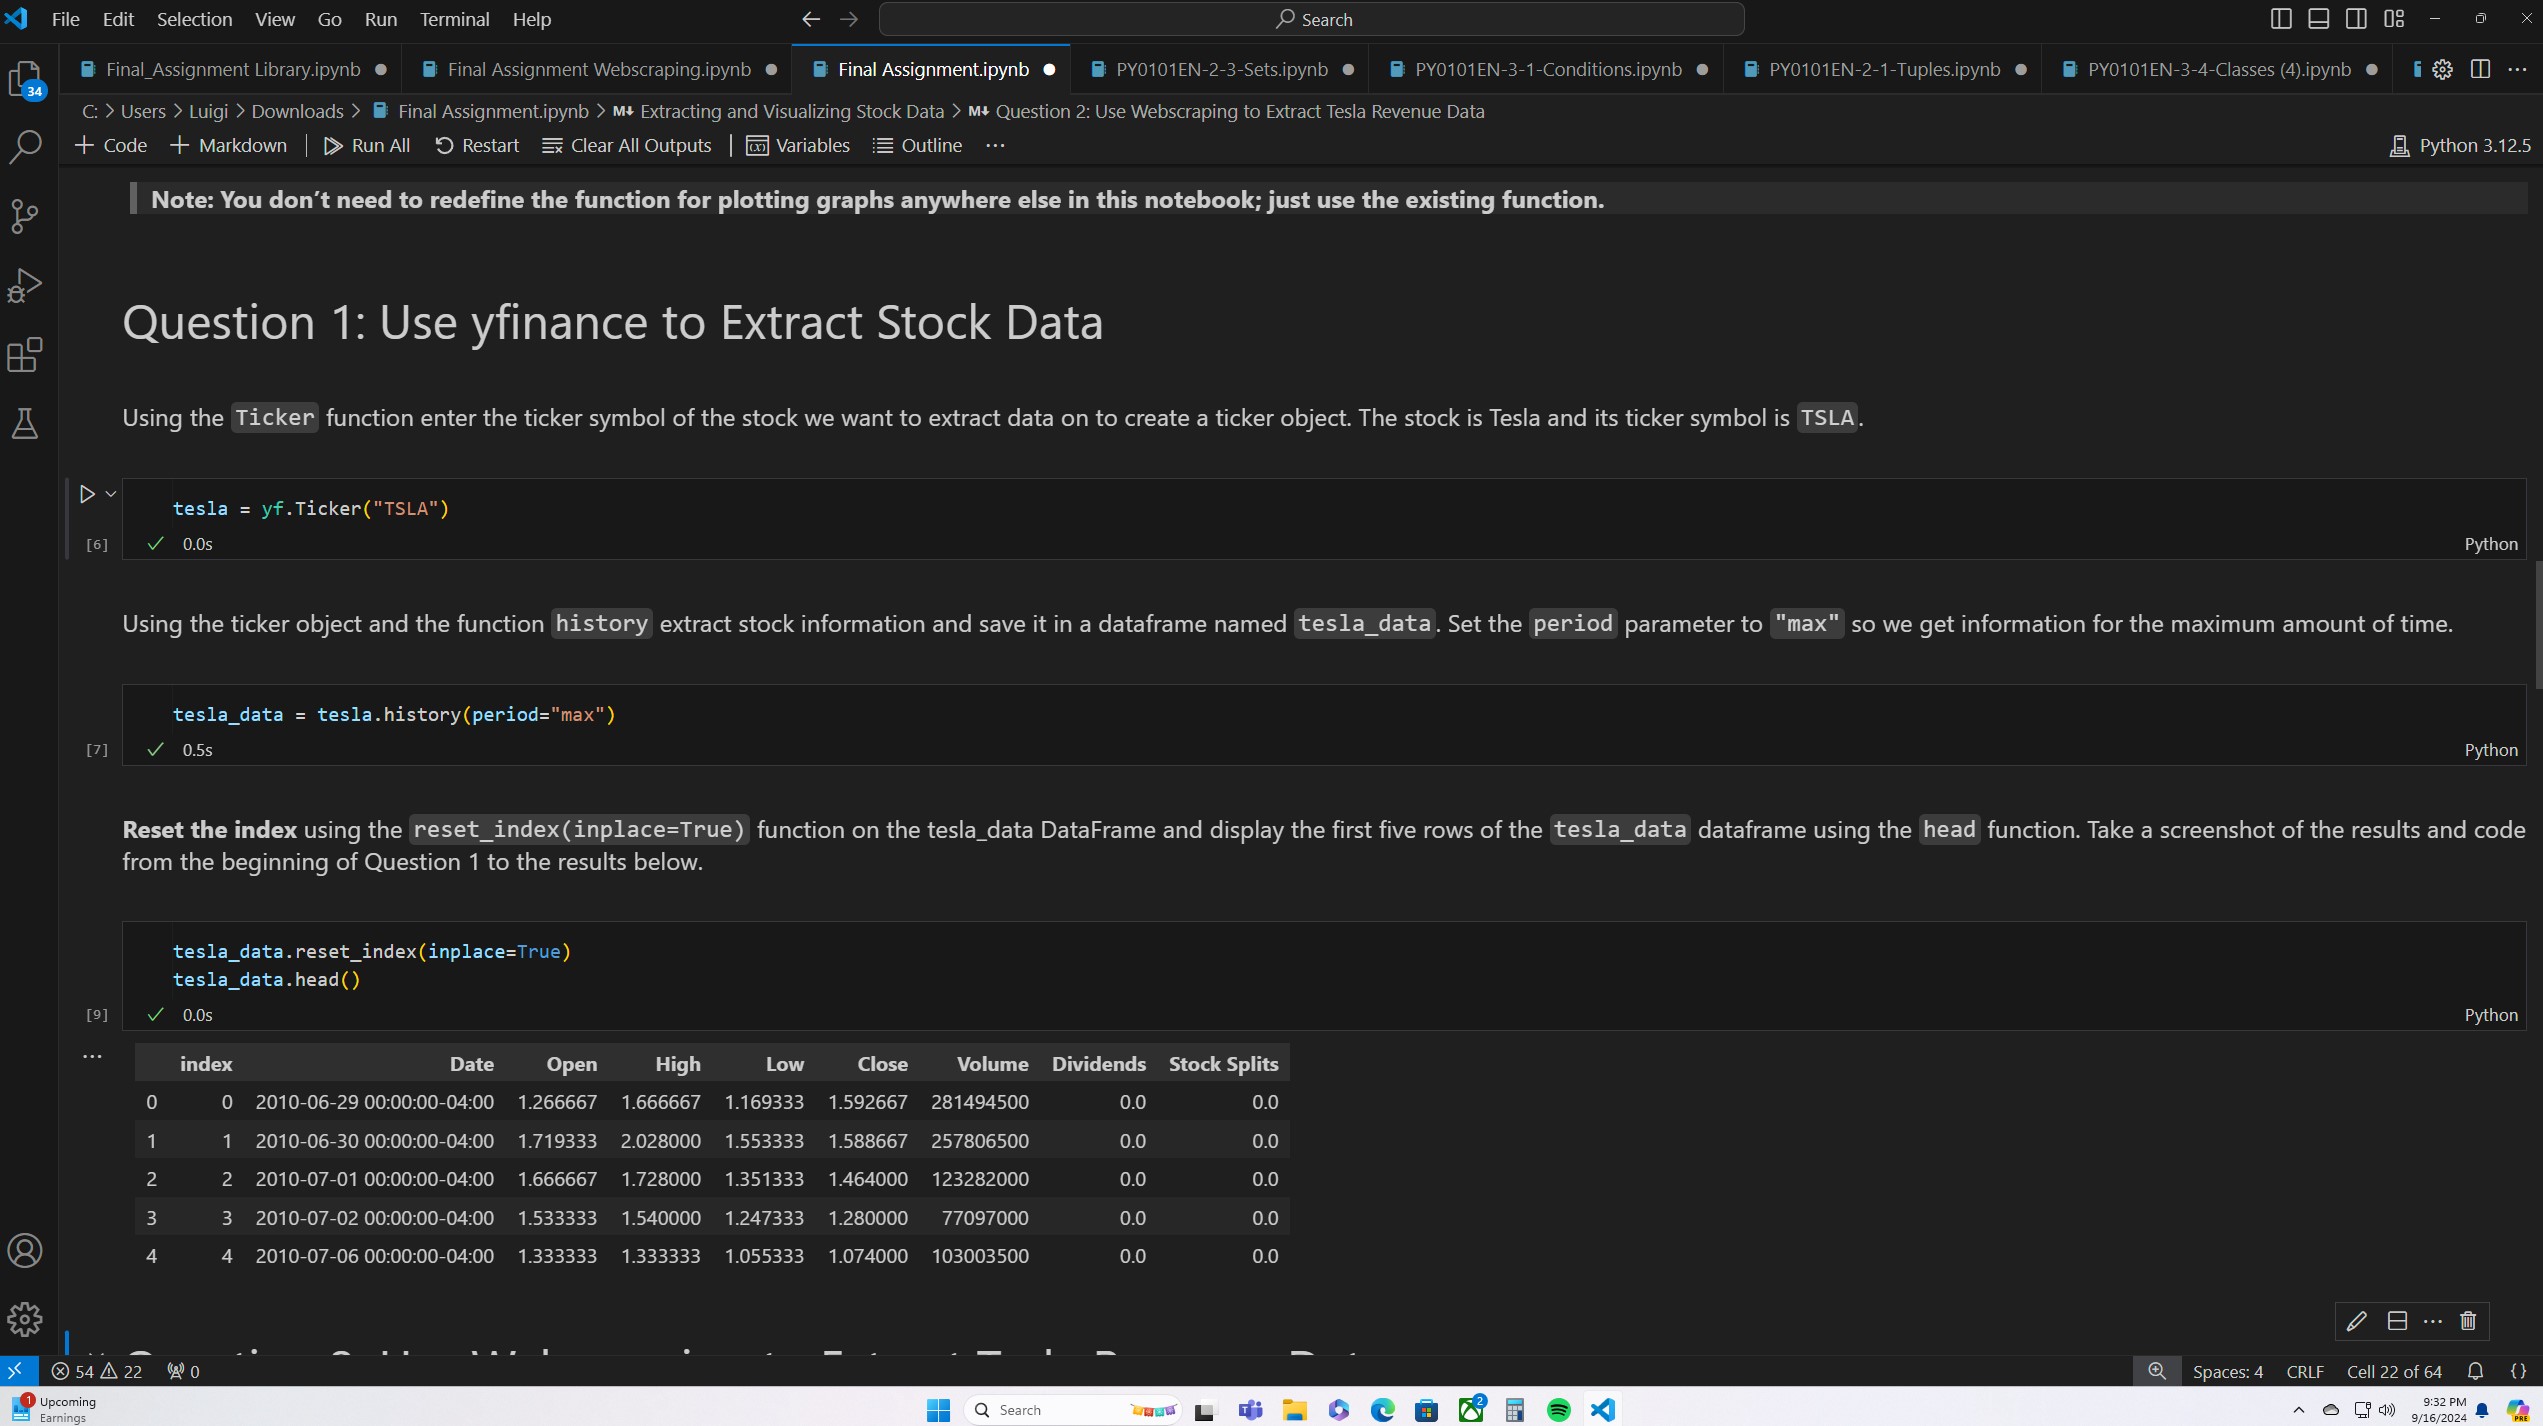 File Edit Selection View Go Run Terminal Help
Search
Final_Assignment Library.ipynb Final Assignment Webscraping.ipynb Final Assignment.ipynb PY0101EN-2-3-Sets.ipynb PY0101EN-3-1-Conditions.ipynb PY0101EN-2-1-Tuples.ipynb PY0101EN-3-4-Classes (4).ipynb
34
C: > Users > Luigi > Downloads > Final Assignment.ipynb > M↓ Extracting and Visualizing Stock Data > M↓ Question 2: Use Webscraping to Extract Tesla Revenue Data
+ Code + Markdown | Run All Restart Clear All Outputs | Variables Outline ···
Python 3.12.5
Note: You don’t need to redefine the function for plotting graphs anywhere else in this notebook; just use the existing function.
Question 1: Use yfinance to Extract Stock Data
Using the Ticker function enter the ticker symbol of the stock we want to extract data on to create a ticker object. The stock is Tesla and its ticker symbol is TSLA.
tesla = yf.Ticker("TSLA")
[6] ✓ 0.0s Python
Using the ticker object and the function history extract stock information and save it in a dataframe named tesla_data. Set the period parameter to "max" so we get information for the maximum amount of time.
tesla_data = tesla.history(period="max")
[7] ✓ 0.5s Python
Reset the index using the reset_index(inplace=True) function on the tesla_data DataFrame and display the first five rows of the tesla_data dataframe using the head function. Take a screenshot of the results and code
from the beginning of Question 1 to the results below.
tesla_data.reset_index(inplace=True)
tesla_data.head()
[9] ✓ 0.0s Python
index Date Open High Low Close Volume Dividends Stock Splits
0 0 2010-06-29 00:00:00-04:00 1.266667 1.666667 1.169333 1.592667 281494500 0.0 0.0
1 1 2010-06-30 00:00:00-04:00 1.719333 2.028000 1.553333 1.588667 257806500 0.0 0.0
2 2 2010-07-01 00:00:00-04:00 1.666667 1.728000 1.351333 1.464000 123282000 0.0 0.0
3 3 2010-07-02 00:00:00-04:00 1.533333 1.540000 1.247333 1.280000 77097000 0.0 0.0
4 4 2010-07-06 00:00:00-04:00 1.333333 1.333333 1.055333 1.074000 103003500 0.0 0.0
Question 2: Use Webscraping to Extract Tesla Revenue Data
54 22 0 Spaces: 4 CRLF Cell 22 of 64 {}
1 Upcoming
Earnings
Search
2
9:32 PM
9/16/2024
PRE